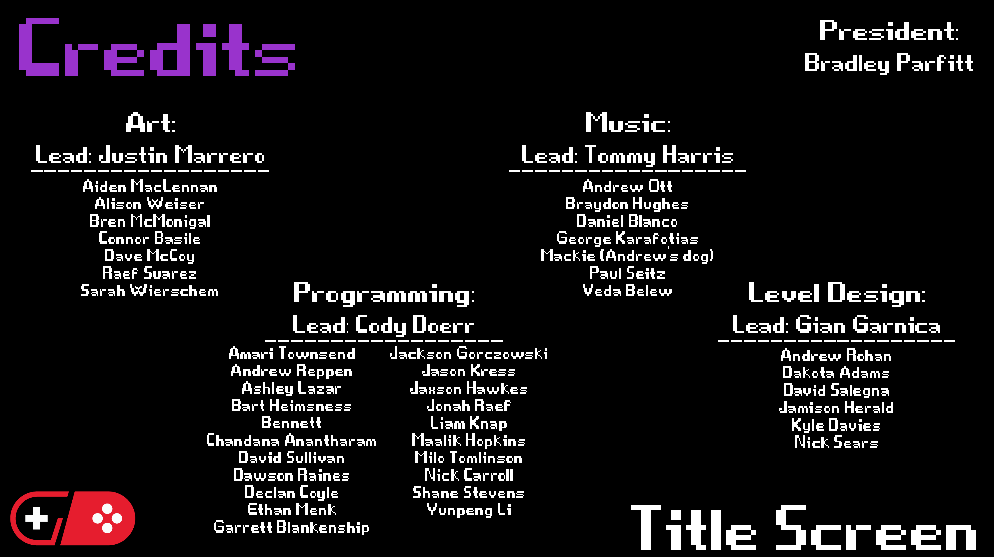 Credits
President:
Bradley Parfitt
Art:
Lead: Justin Marrero
Aiden MacLennan
Alison Weiser
Bren McMonigal
Connor Basile
Dave McCoy
Raef Suarez
Sarah Wierschem
Music:
Lead: Tommy Harris
Andrew Ott
Braydon Hughes
Daniel Blanco
George Karafotias
Mackie (Andrew's dog)
Paul Seitz
Veda Belew
Programming:
Lead: Cody Doerr
Amari Townsend
Andrew Reppen
Ashley Lazar
Bart Heimsness
Bennett
Chandana Anantharam
David Sullivan
Dawson Raines
Declan Coyle
Ethan Menk
Garrett Blankenship
Jackson Gorczowski
Jason Kress
Jaxson Hawkes
Jonah Raef
Liam Knap
Maalik Hopkins
Milo Tomlinson
Nick Carroll
Shane Stevens
Yunpeng Li
Level Design:
Lead: Gian Garnica
Andrew Rohan
Dakota Adams
David Salegna
Jamison Herald
Kyle Davies
Nick Sears
Title Screen